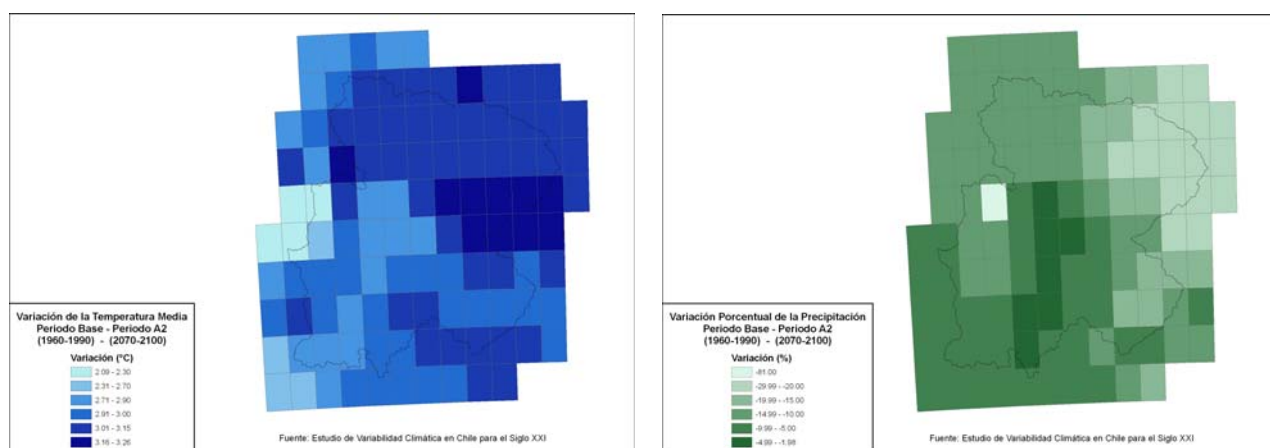 Variación de la Temperatura Media
Periodo Base - Periodo A2
(1960-1990) - (2070-2100)
Variación (°C)
2.09 - 2.30
2.31 - 2.70
2.71 - 2.90
2.91 - 3.00
3.01 - 3.15
3.16 - 3.26
Fuente: Estudio de Variabilidad Climática en Chile para el Siglo XXI
Variación Porcentual de la Precipitación
Periodo Base - Periodo A2
(1960-1990) - (2070-2100)
Variación (%)
-81.00
-29.99 - -20.00
-19.99 - -15.00
-14.99 - -10.00
-9.99 - -5.00
-4.99 - -1.98
Fuente: Estudio de Variabilidad Climática en Chile para el Siglo XXI